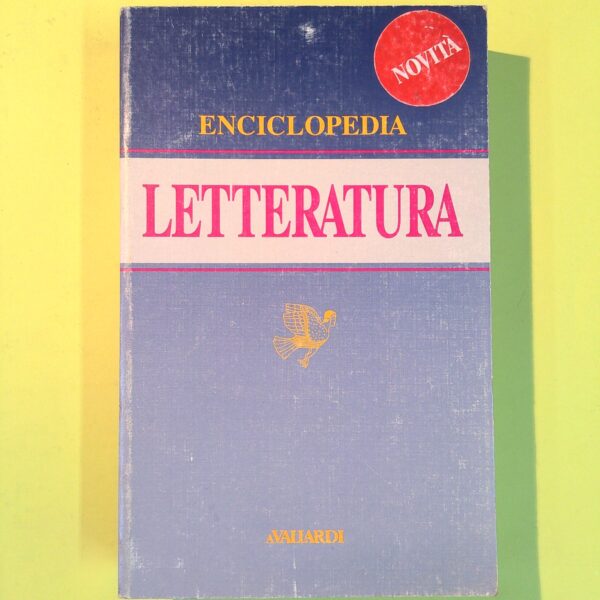 NOVITÀ
ENCICLOPEDIA
LETTERATURA
A.VALLARDI